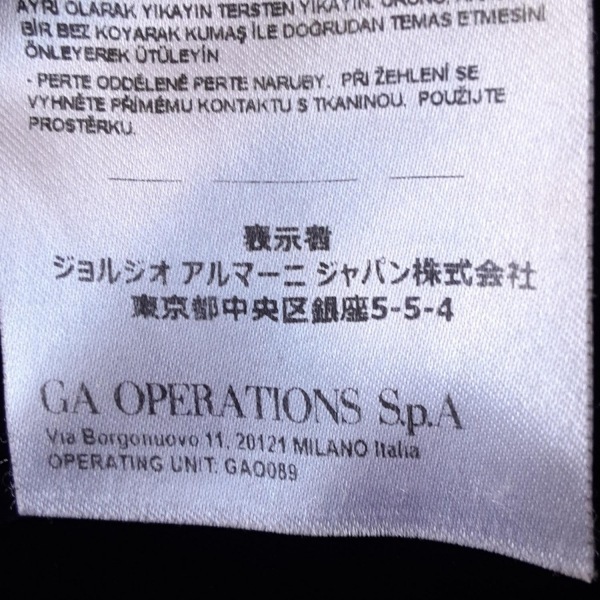 AYRI OLARAK YIKAYIN TERSTEN YIKAYIN.
BİR BEZ KOYARAK KUMAŞ İLE DOĞRUDAN TEMAS ETMESİNİ
ÖNLEYEREK ÜTÜLEYİN
- PERTE ODDĚLENĚ PERTE NARUBY. PŘI ŽEHLENÍ SE
VYHNĚTE PŘÍMÉMU KONTAKTU S TKANINOU. POUŽIJTE
PROSTĚRKU.
表示者
ジョルジオ アルマーニ ジャパン株式会社
東京都中央区銀座5-5-4
GA OPERATIONS S.p.A
Via Borgonuovo 11, 20121 MILANO Italia
OPERATING UNIT: GAO089